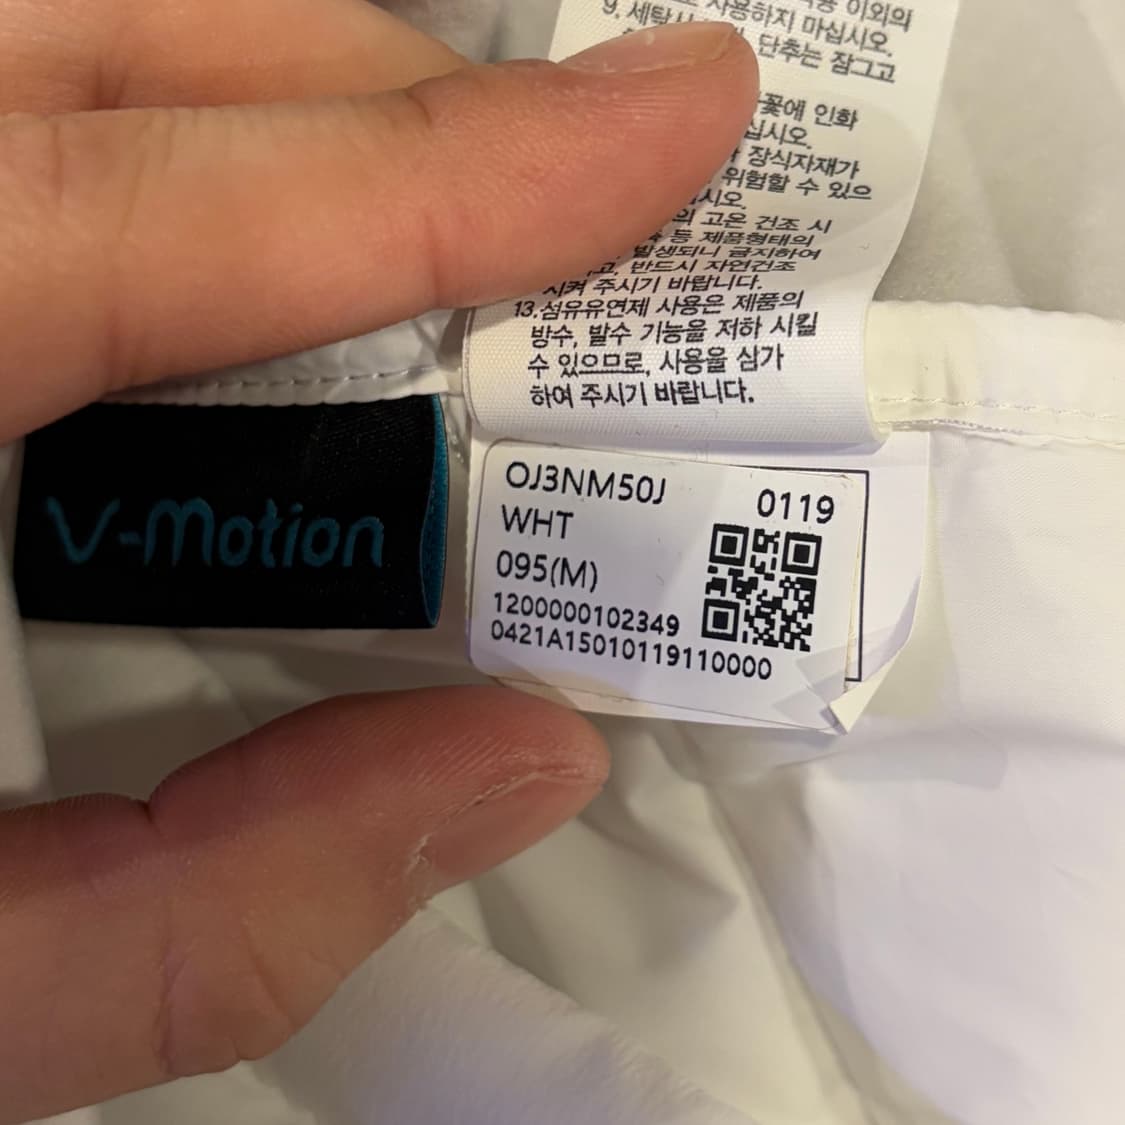 이외의
9. 사용하지 마십시오.
단추는 잠그고
불꽃에 인화
십시오.
장식자재가
위험할 수 있으
십시오.
고온 건조 시
등 제품형태의
발생되니 금지하여
반드시 자연건조
시켜 주시기 바랍니다.
13.섬유유연제 사용은 제품의
방수, 발수 기능을 저하 시킬
수 있으므로, 사용을 삼가
하여 주시기 바랍니다.
V-Motion
OJ3NM50J 0119
WHT
095(M)
1200000102349
0421A15010119110000